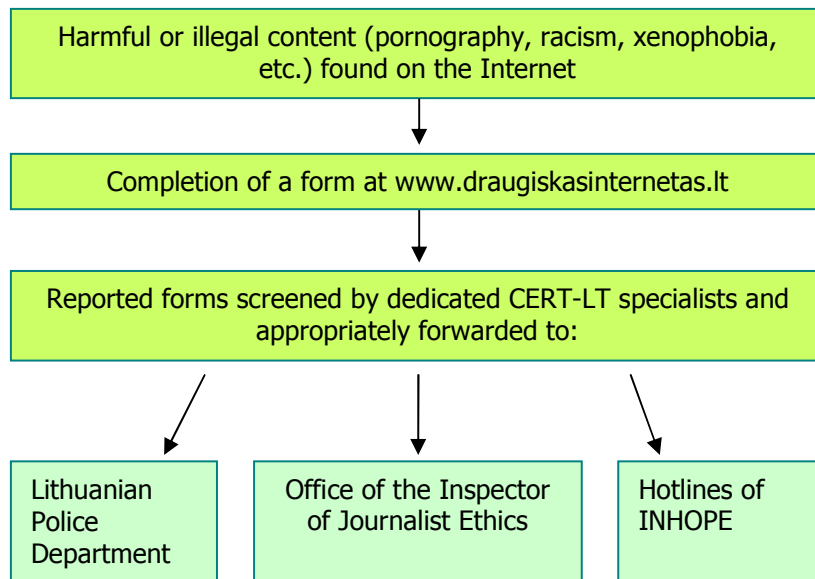 Harmful or illegal content (pornography, racism, xenophobia,
etc.) found on the Internet
Completion of a form at www.draugiskasinternetas.lt
Reported forms screened by dedicated CERT-LT specialists and
appropriately forwarded to:
Lithuanian
Police
Department
Office of the Inspector
of Journalist Ethics
Hotlines of
INHOPE